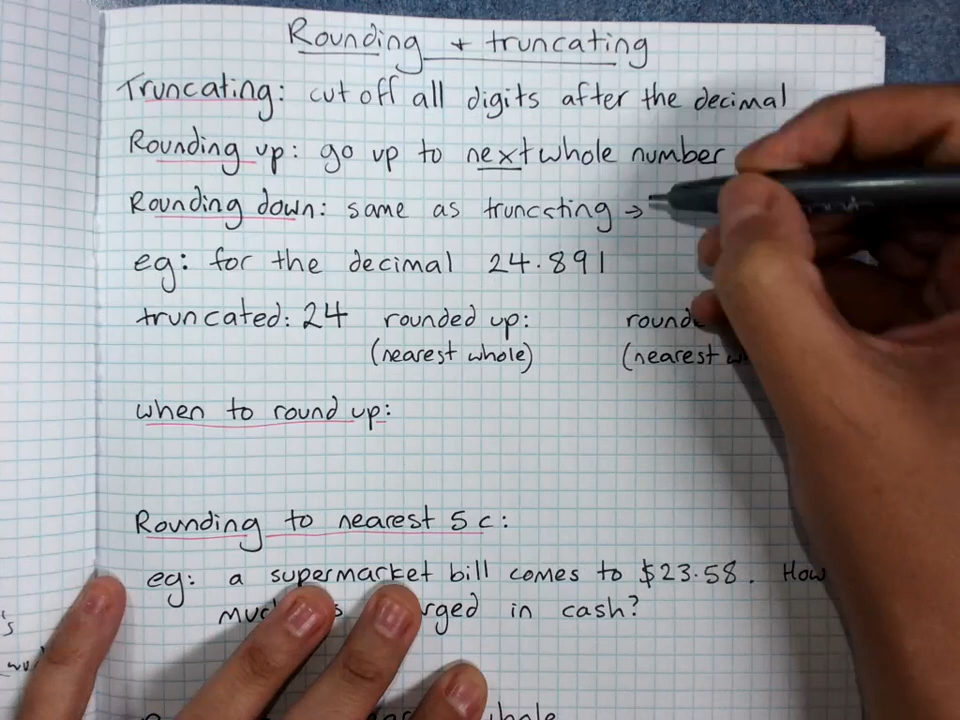 Rounding + truncating
Truncating: cut off all digits after the decimal
Rounding up: go up to next whole number
Rounding down: same as truncating →
eg: for the decimal 24.891
truncated: 24 rounded up:
(nearest whole) (nearest
when to round up:
Rounding to nearest 5c:
eg: a supermarket bill comes to $23.58. How
in cash?
whole